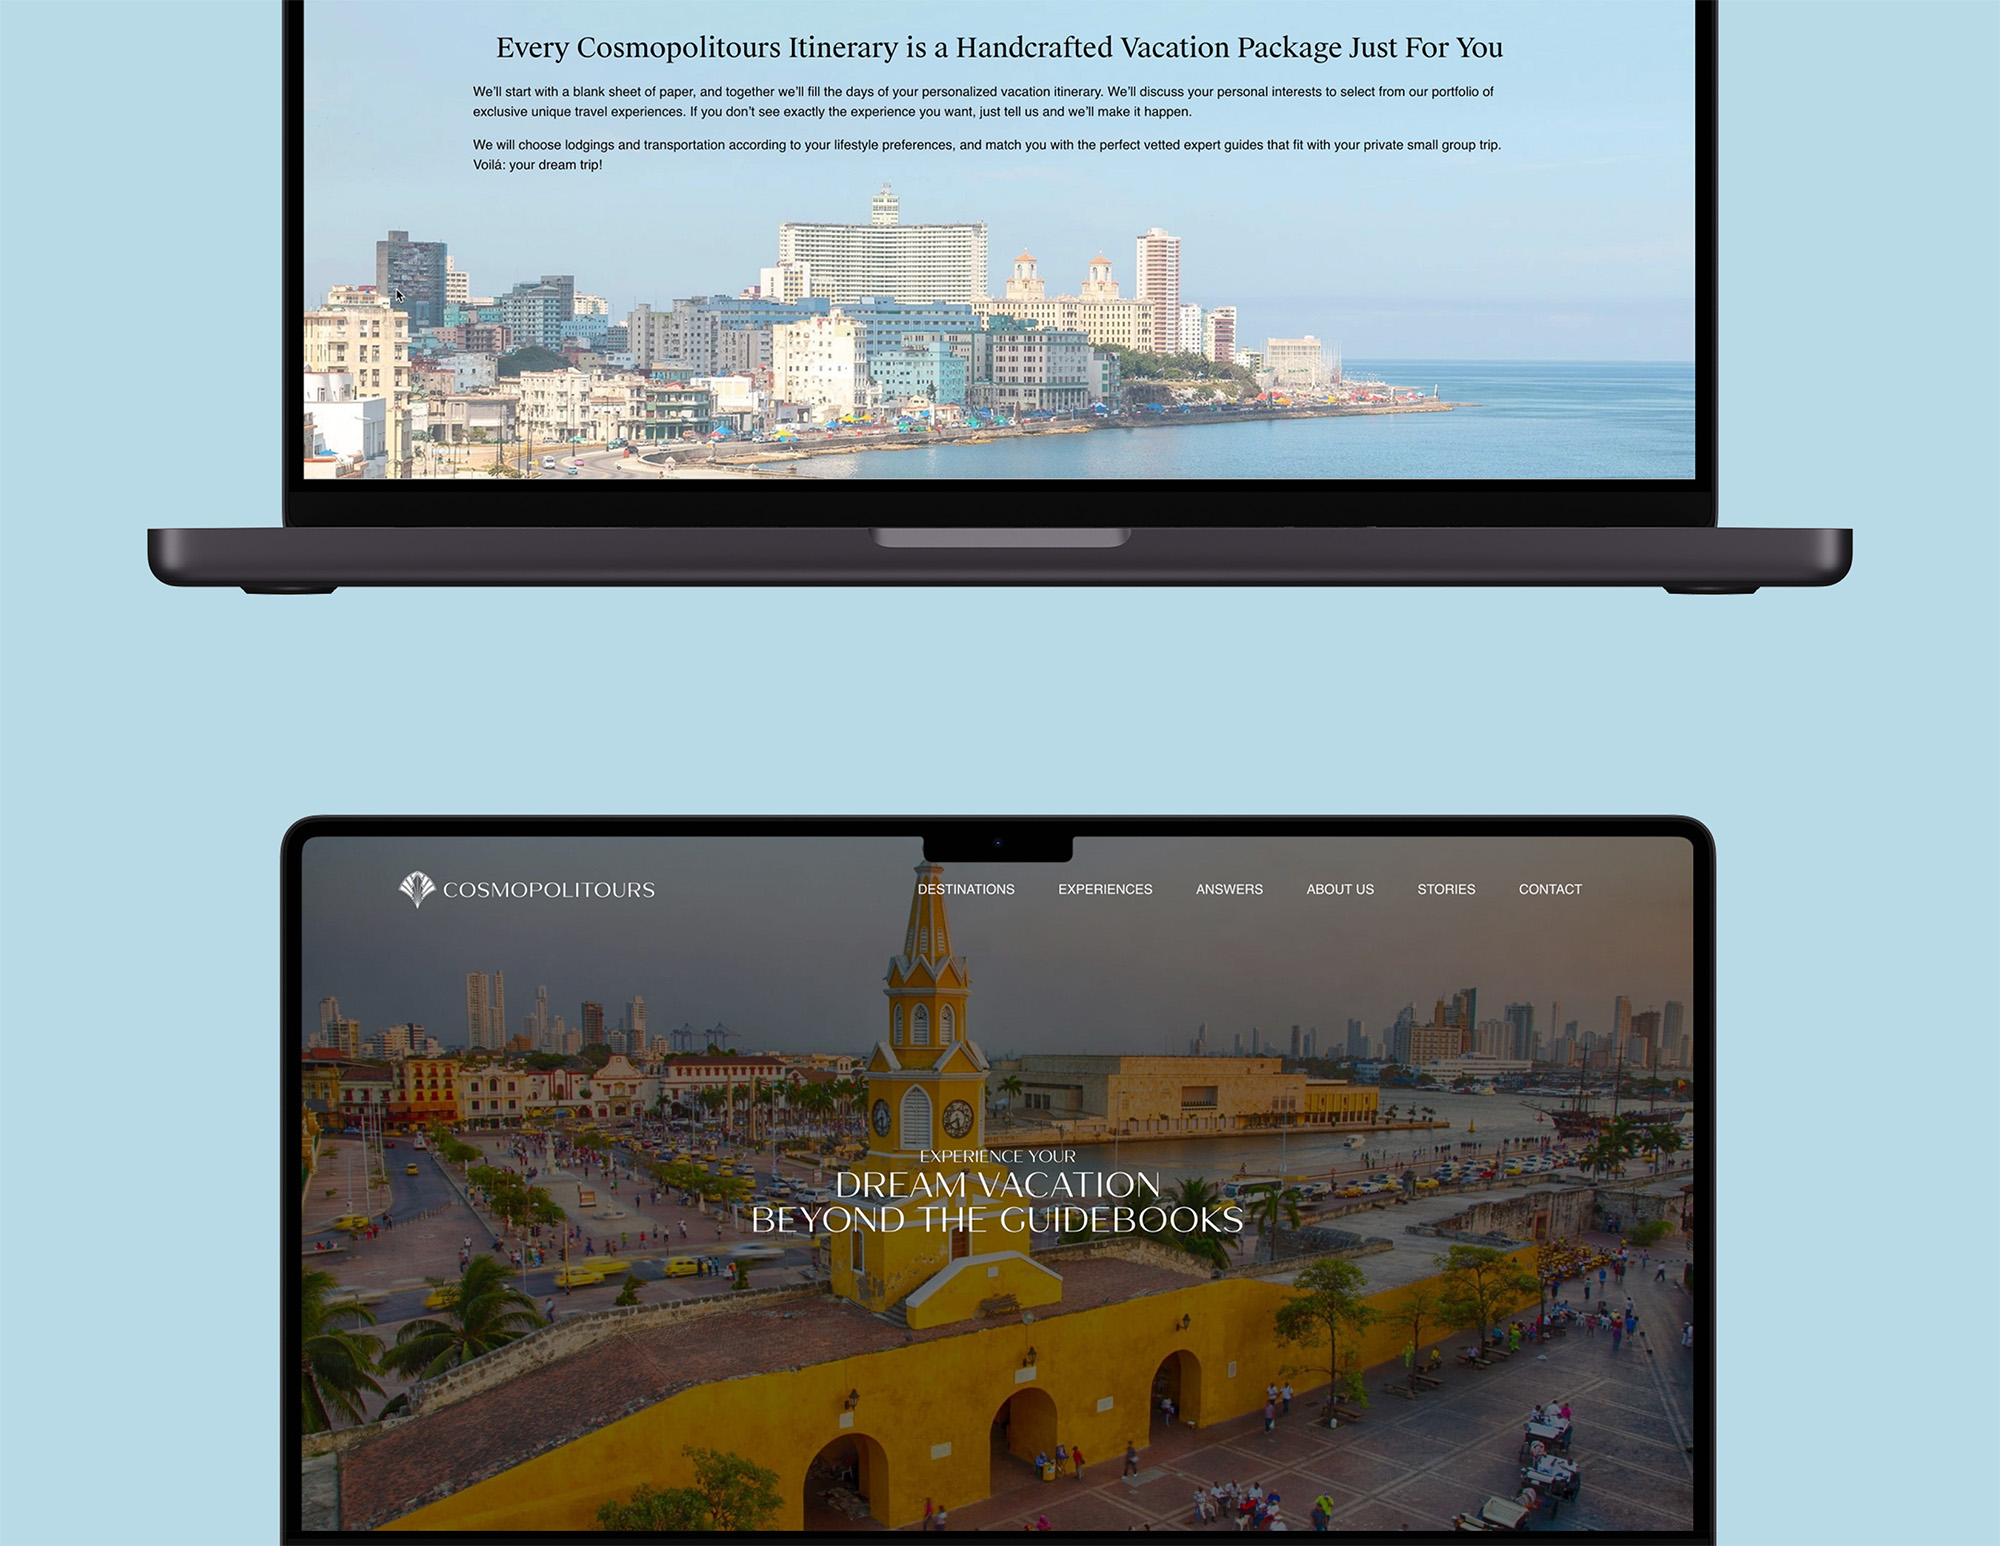 Every Cosmopolitours Itinerary is a Handcrafted Vacation Package Just For You
We'll start with a blank sheet of paper, and together we'll fill the days of your personalized vacation itinerary. We'll discuss your personal interests to select from our portfolio of
exclusive unique travel experiences. If you don't see exactly the experience you want, just tell us and we'll make it happen.
We will choose lodgings and transportation according to your lifestyle preferences, and match you with the perfect vetted expert guides that fit with your private small group trip.
Voilá: your dream trip!
COSMOPOLITOURS
DESTINATIONS EXPERIENCES ANSWERS ABOUT US STORIES CONTACT
EXPERIENCE YOUR
DREAM VACATION
BEYOND THE GUIDEBOOKS